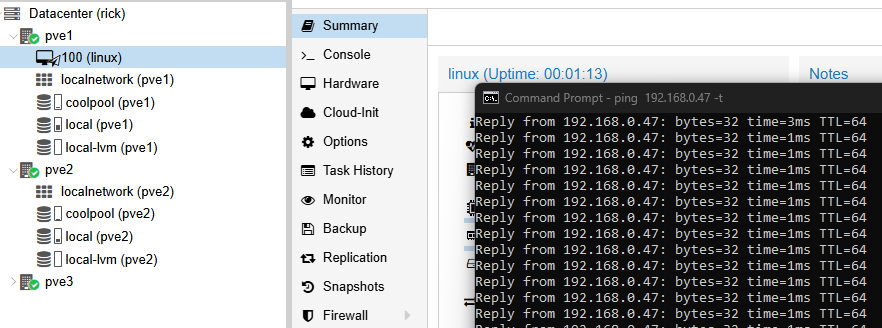 Datacenter (rick)
pve1
100 (linux)
localnetwork (pve1)
coolpool (pve1)
local (pve1)
local-lvm (pve1)
pve2
localnetwork (pve2)
coolpool (pve2)
local (pve2)
local-lvm (pve2)
pve3
Summary
Console
Hardware
Cloud-Init
Options
Task History
Monitor
Backup
Replication
Snapshots
Firewall
linux (Uptime: 00:01:13)
Notes
Command Prompt - ping 192.168.0.47 -t
Reply from 192.168.0.47: bytes=32 time=3ms TTL=64
Reply from 192.168.0.47: bytes=32 time=1ms TTL=64
Reply from 192.168.0.47: bytes=32 time=1ms TTL=64
Reply from 192.168.0.47: bytes=32 time=1ms TTL=64
Reply from 192.168.0.47: bytes=32 time=1ms TTL=64
Reply from 192.168.0.47: bytes=32 time=1ms TTL=64
Reply from 192.168.0.47: bytes=32 time=1ms TTL=64
Reply from 192.168.0.47: bytes=32 time=1ms TTL=64
Reply from 192.168.0.47: bytes=32 time=1ms TTL=64
Reply from 192.168.0.47: bytes=32 time=1ms TTL=64
Reply from 192.168.0.47: bytes=32 time=1ms TTL=64
Reply from 192.168.0.47: bytes=32 time=1ms TTL=64
Reply from 192.168.0.47: bytes=32 time=1ms TTL=64
Reply from 192.168.0.47: bytes=32 time=1ms TTL=64